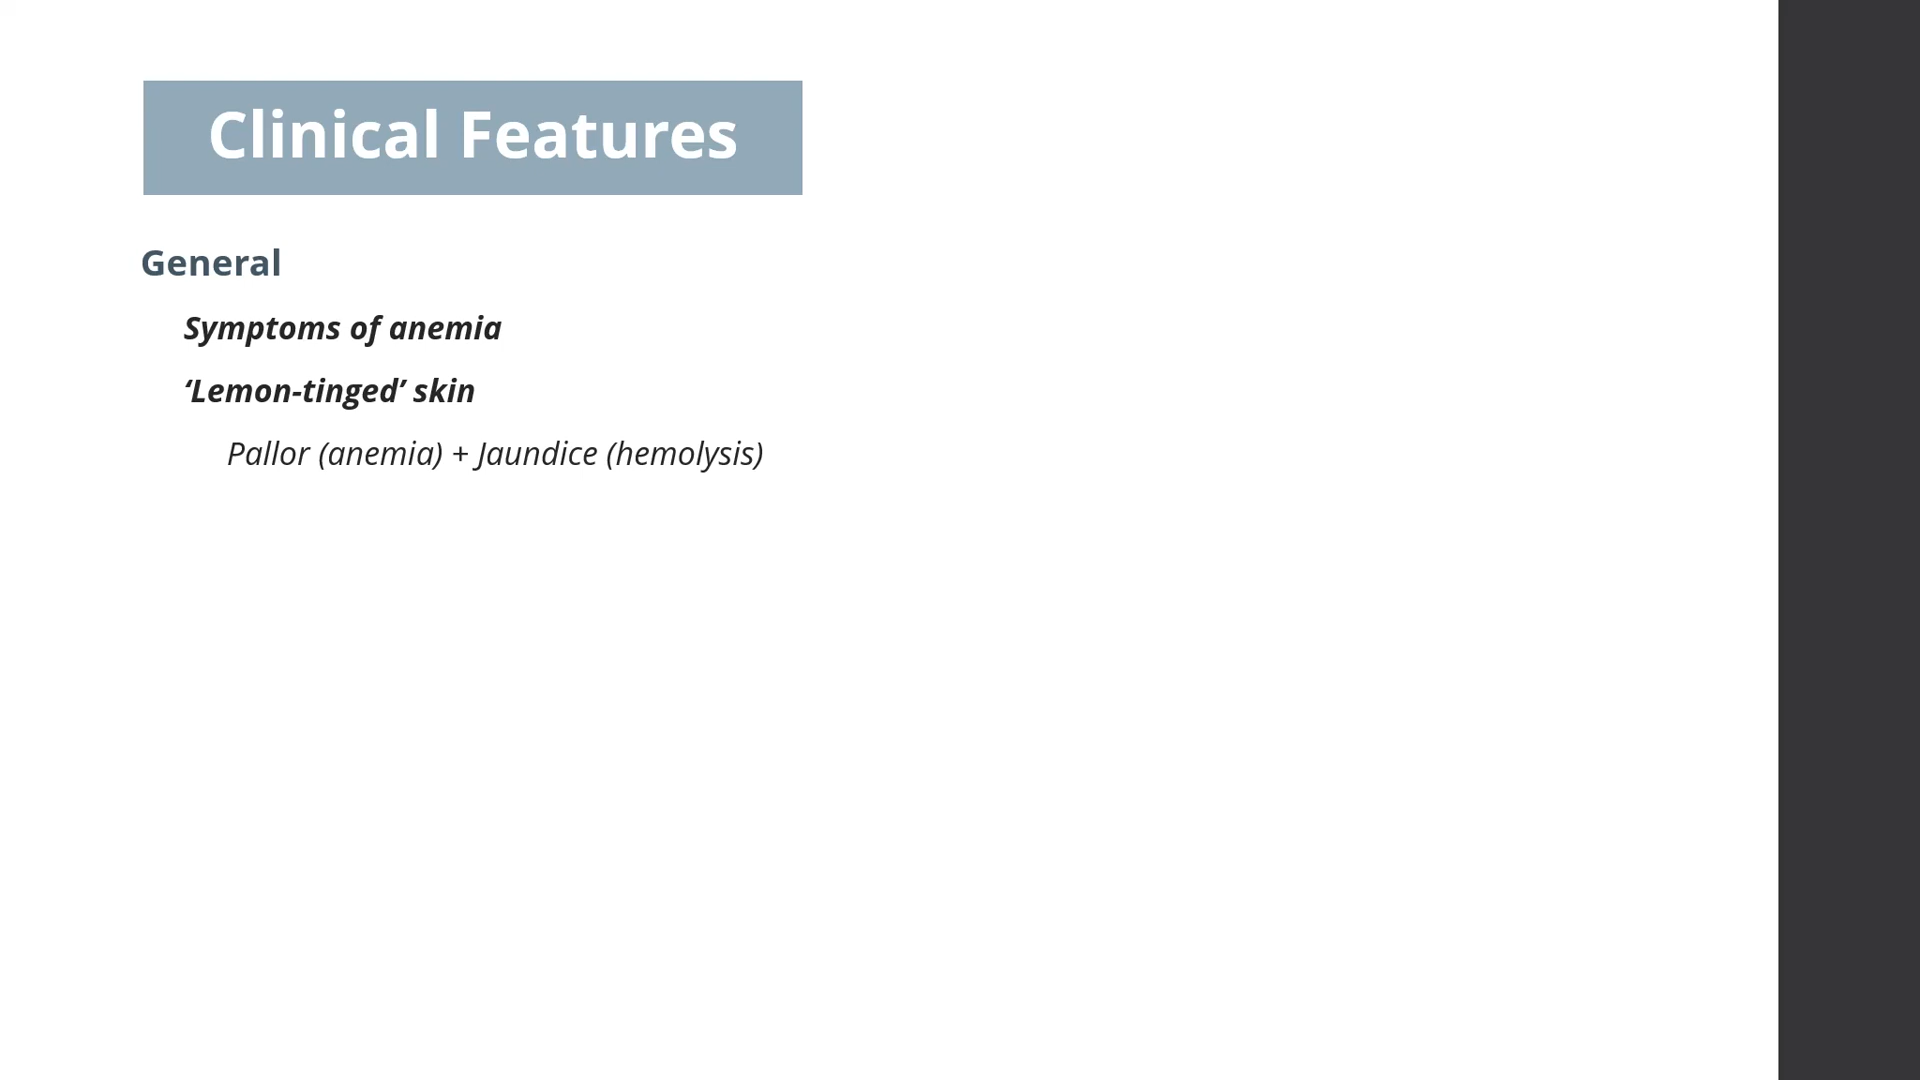 Clinical Features
General
Symptoms of anemia
‘Lemon-tinged’ skin
Pallor (anemia) + Jaundice (hemolysis)